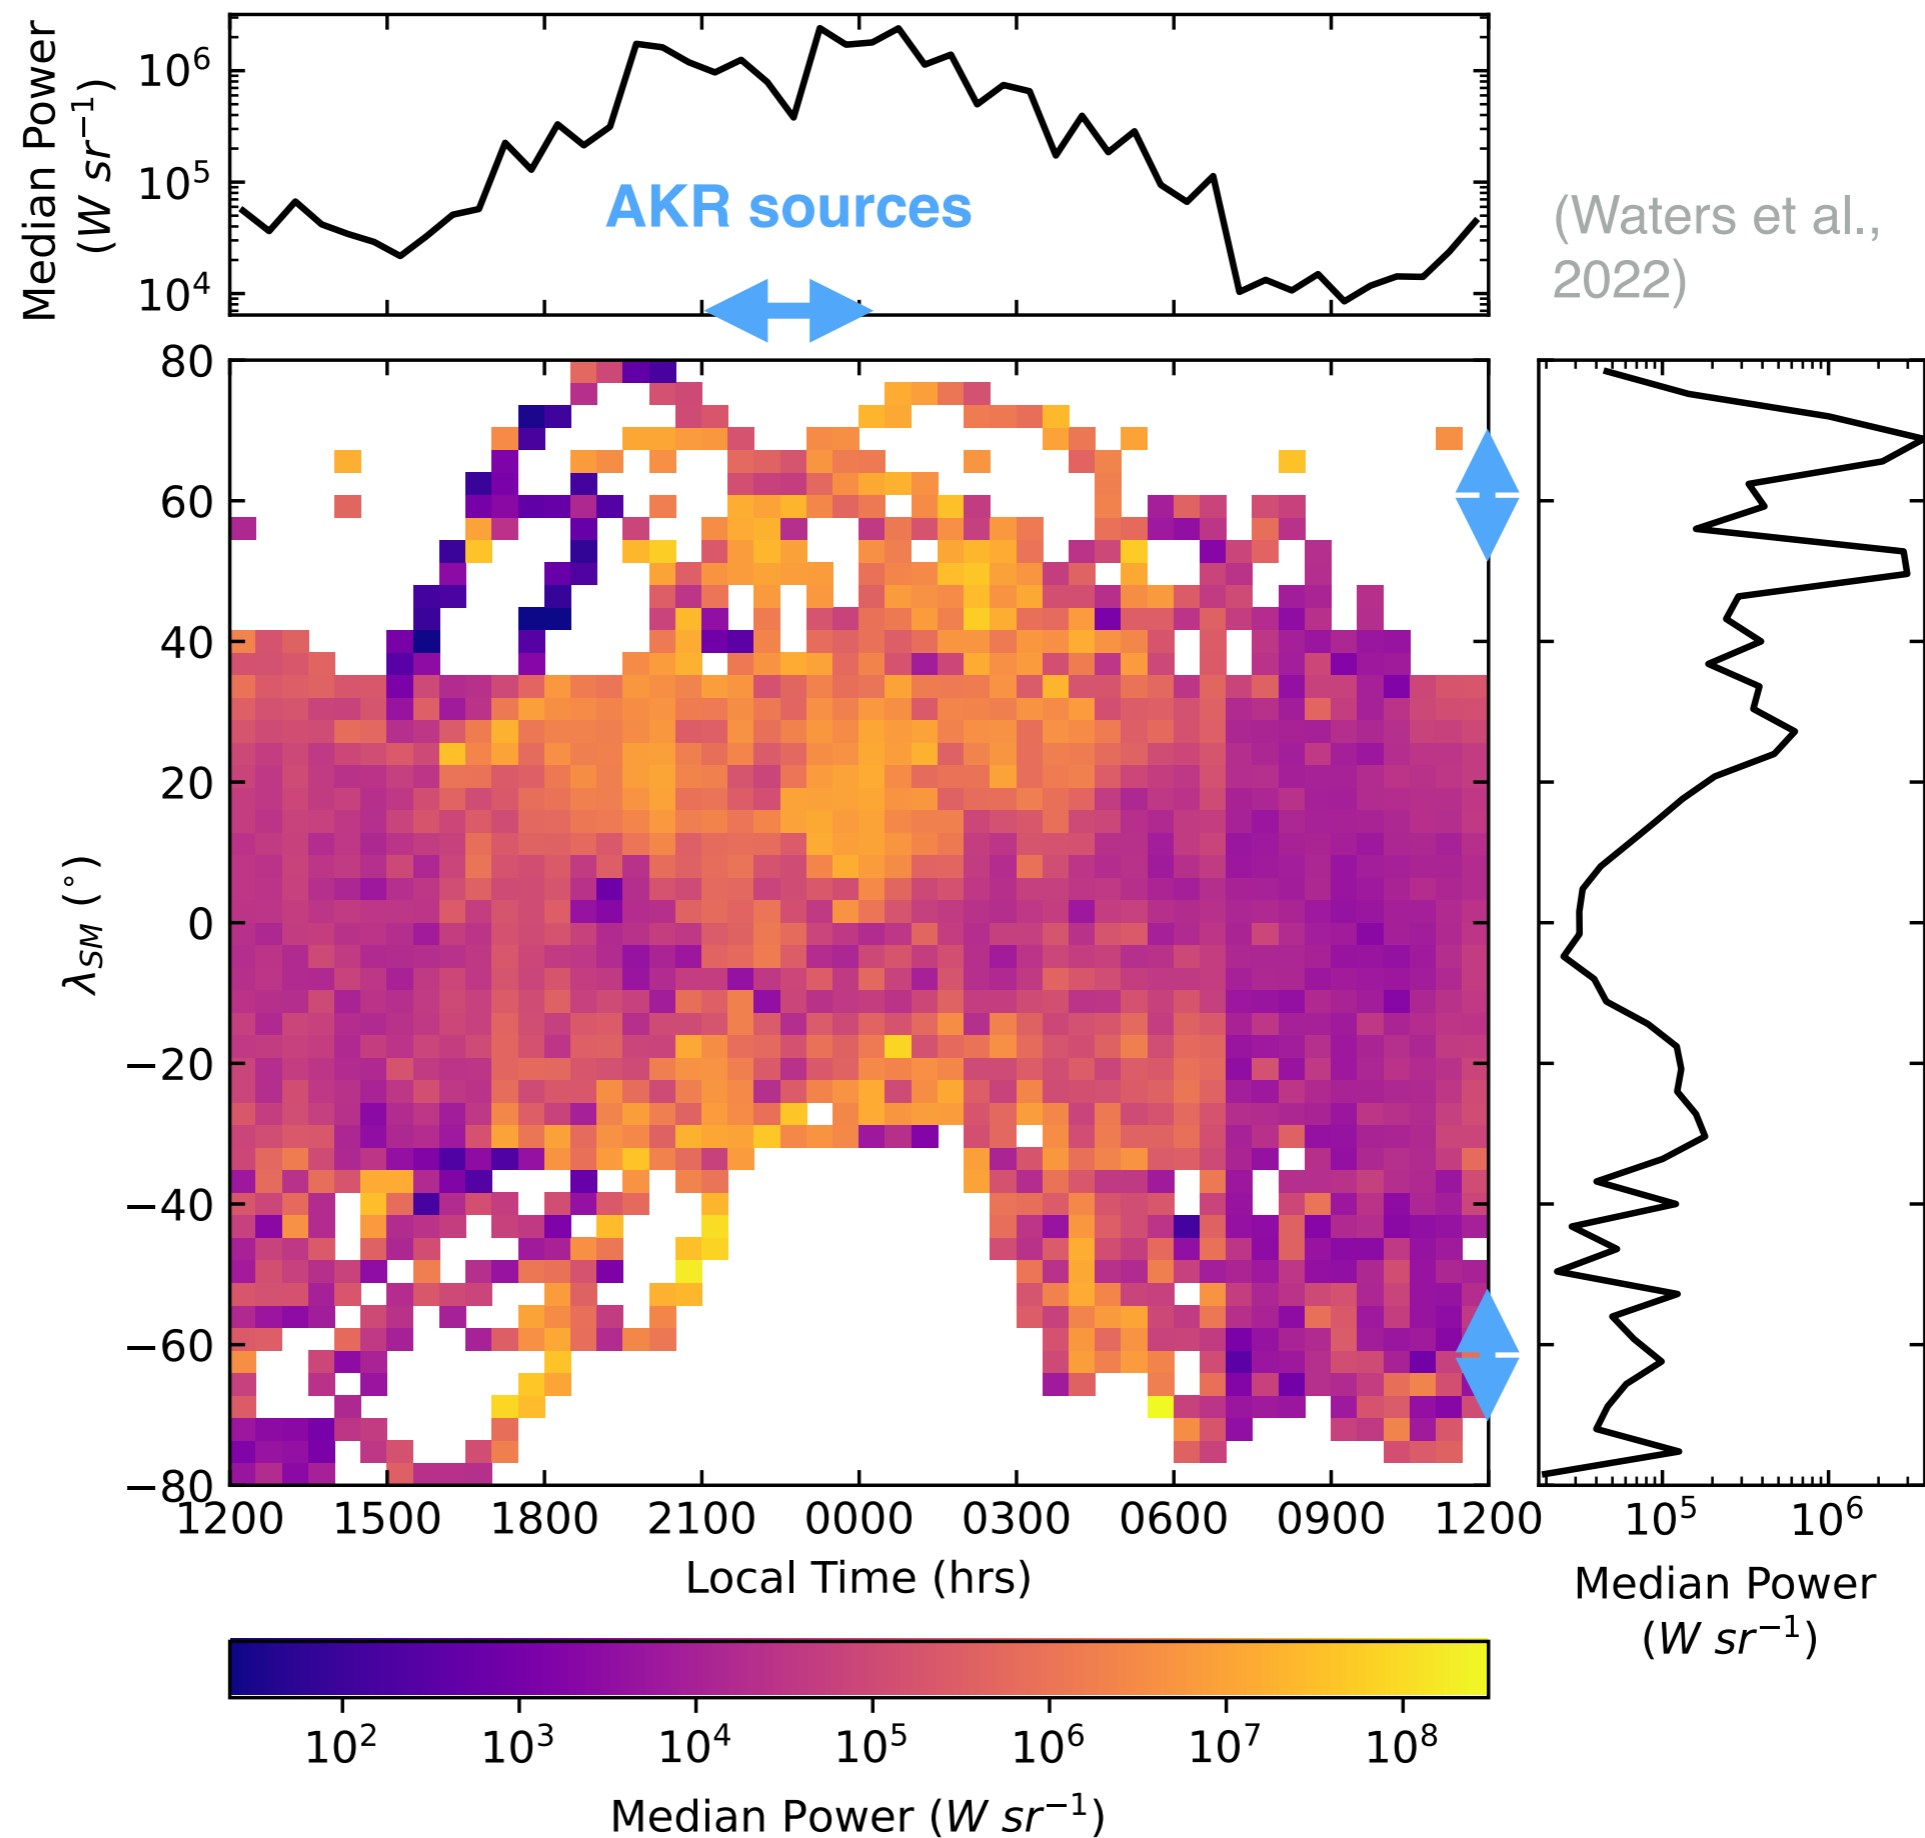 Median Power
(W sr⁻¹)
10⁶
10⁵
10⁴
AKR sources
(Waters et al.,
2022)
80
60
40
20
0
−20
−40
−60
−80
λSM (°)
1200 1500 1800 2100 0000 0300 0600 0900 1200
Local Time (hrs)
10⁵ 10⁶
Median Power
(W sr⁻¹)
10² 10³ 10⁴ 10⁵ 10⁶ 10⁷ 10⁸
Median Power (W sr⁻¹)